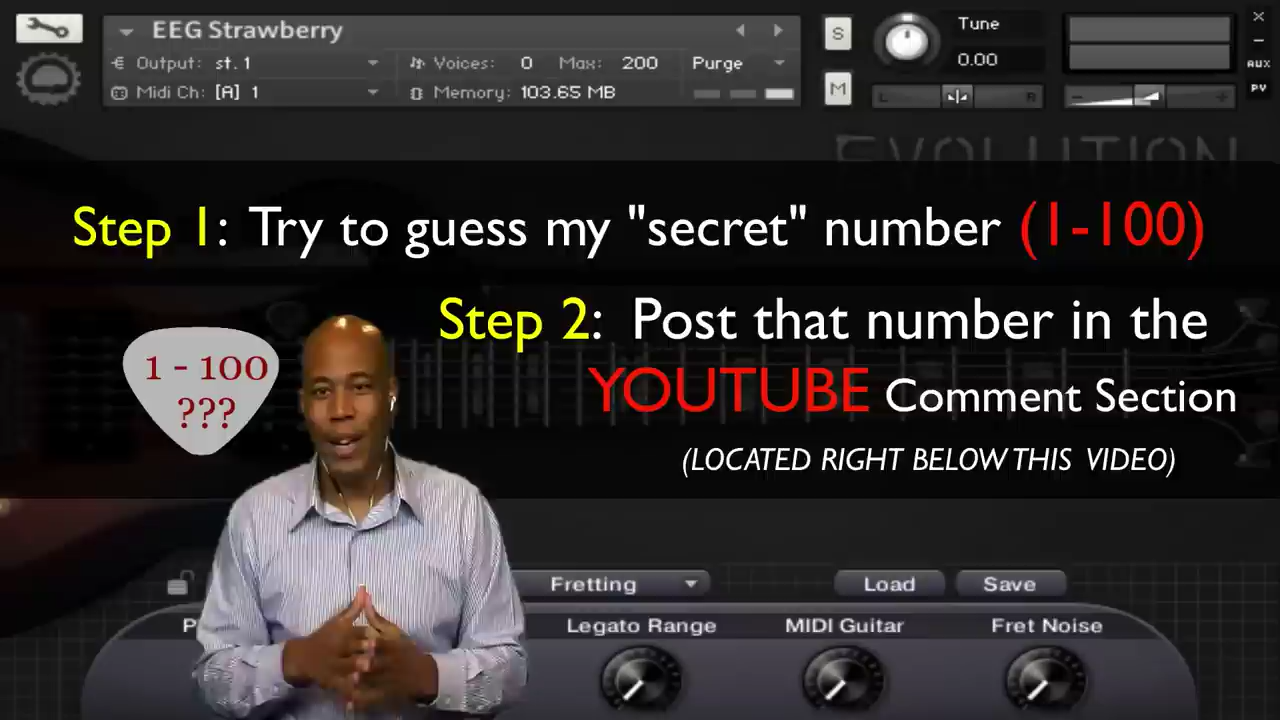 EEG Strawberry
Output: st. 1
Voices: 0 Max: 200
Purge
Midi Ch: [A] 1
Memory: 103.65 MB
S
M
Tune
0.00
L R
- +
×
–
AUX
PV
EVOLUTION
Step 1: Try to guess my "secret" number (1-100)
Step 2: Post that number in the
YOUTUBE Comment Section
(LOCATED RIGHT BELOW THIS VIDEO)
1 - 100
???
Fretting
Load
Save
Legato Range
MIDI Guitar
Fret Noise